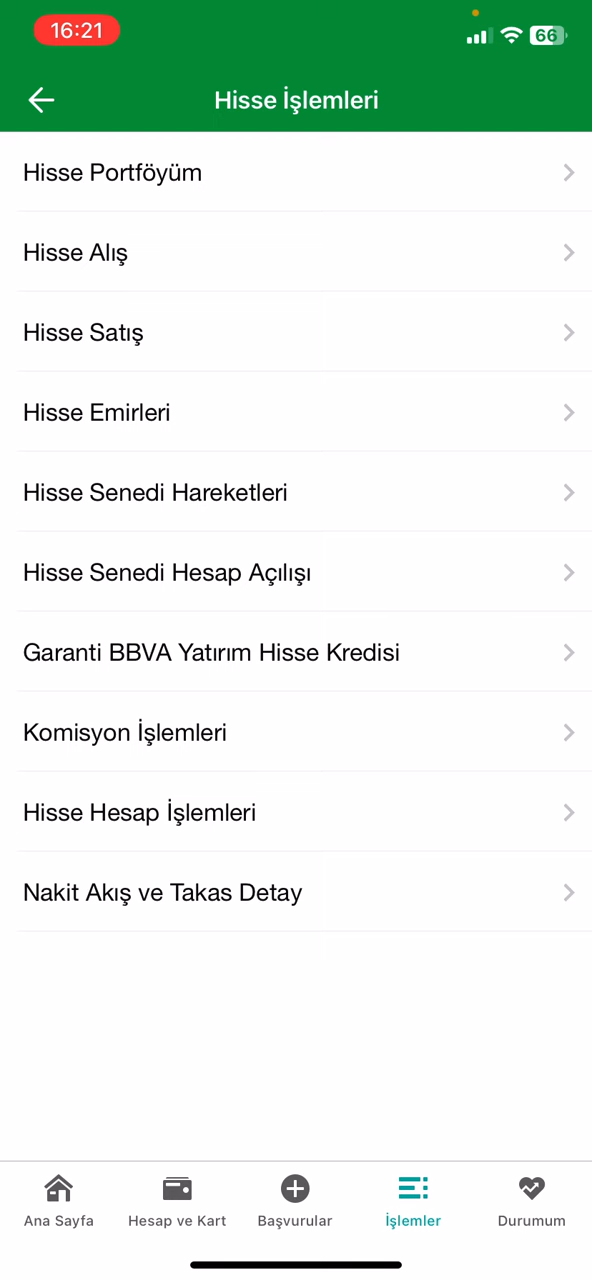 16:21
66
Hisse İşlemleri
Hisse Portföyüm
Hisse Alış
Hisse Satış
Hisse Emirleri
Hisse Senedi Hareketleri
Hisse Senedi Hesap Açılışı
Garanti BBVA Yatırım Hisse Kredisi
Komisyon İşlemleri
Hisse Hesap İşlemleri
Nakit Akış ve Takas Detay
Ana Sayfa
Hesap ve Kart
Başvurular
İşlemler
Durumum